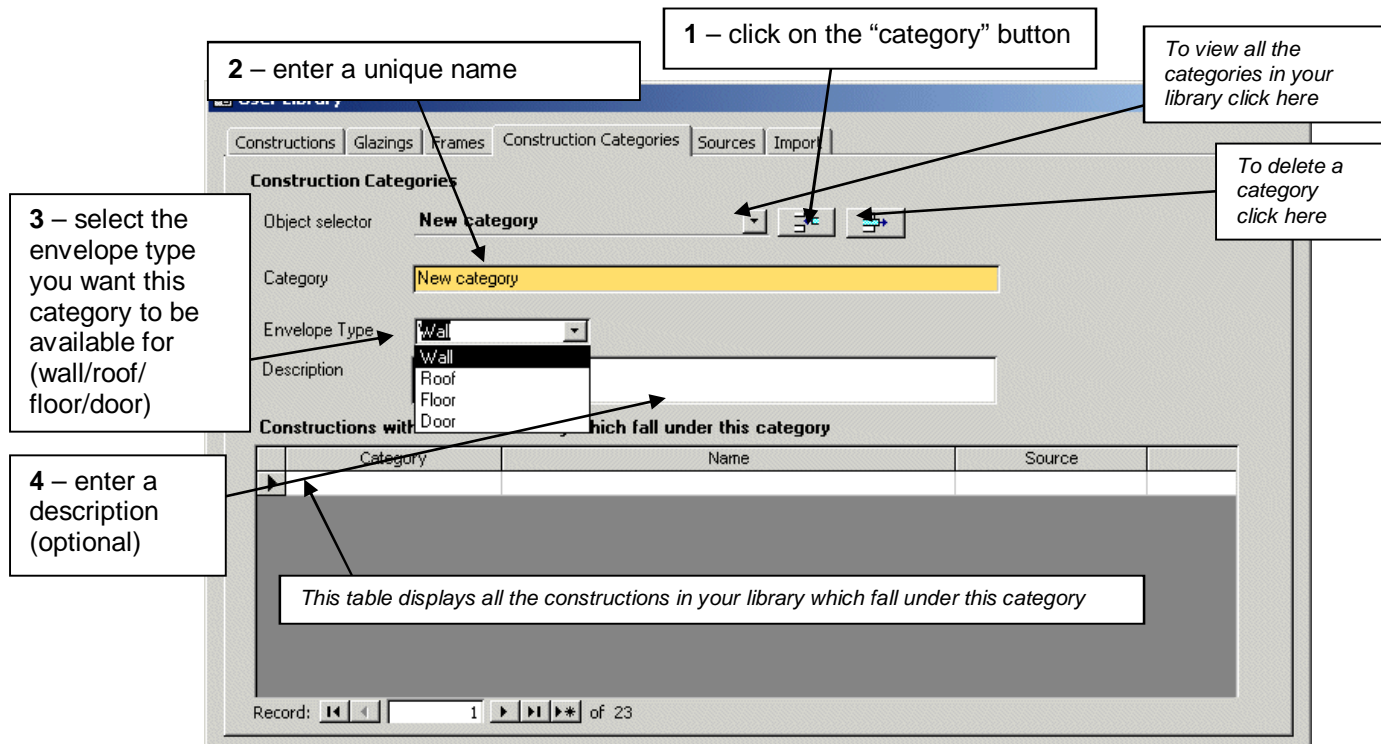 1 – click on the “category” button
To view all the
categories in your
library click here
2 – enter a unique name
User Library
Constructions Glazings Frames Construction Categories Sources Import
To delete a
category
click here
Construction Categories
3 – select the
envelope type
you want this
category to be
available for
(wall/roof/
floor/door)
Object selector New category
Category New category
Envelope Type Wall
Wall
Roof
Floor
Door
Description
Constructions with which fall under this category
Category Name Source
4 – enter a
description
(optional)
This table displays all the constructions in your library which fall under this category
Record: 1 of 23